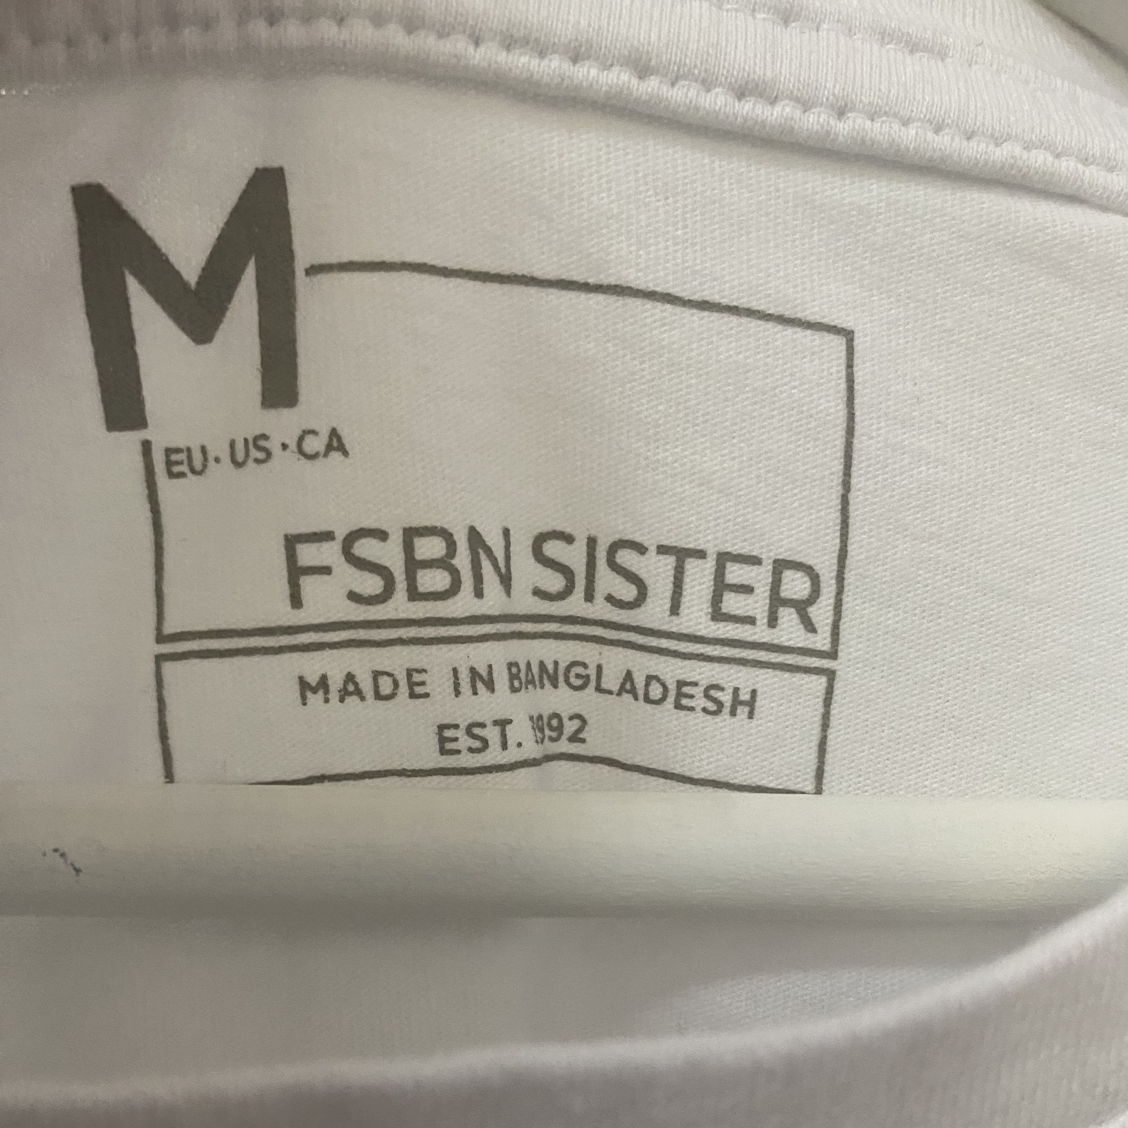 M
EU·US·CA
FSBN SISTER
MADE IN BANGLADESH
EST. 1992